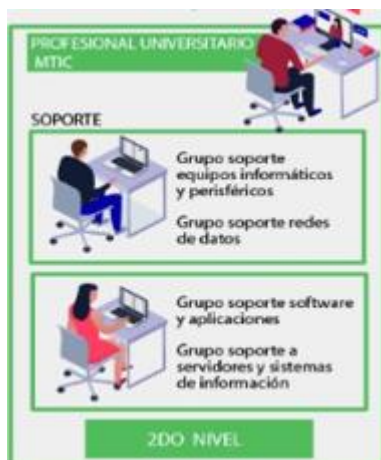 PROFESIONAL UNIVERSITARIO
MTIC
SOPORTE
Grupo soporte
equipos informáticos
y perisféricos
Grupo soporte redes
de datos
Grupo soporte software
y aplicaciones
Grupo soporte a
servidores y sistemas
de información
2DO NIVEL